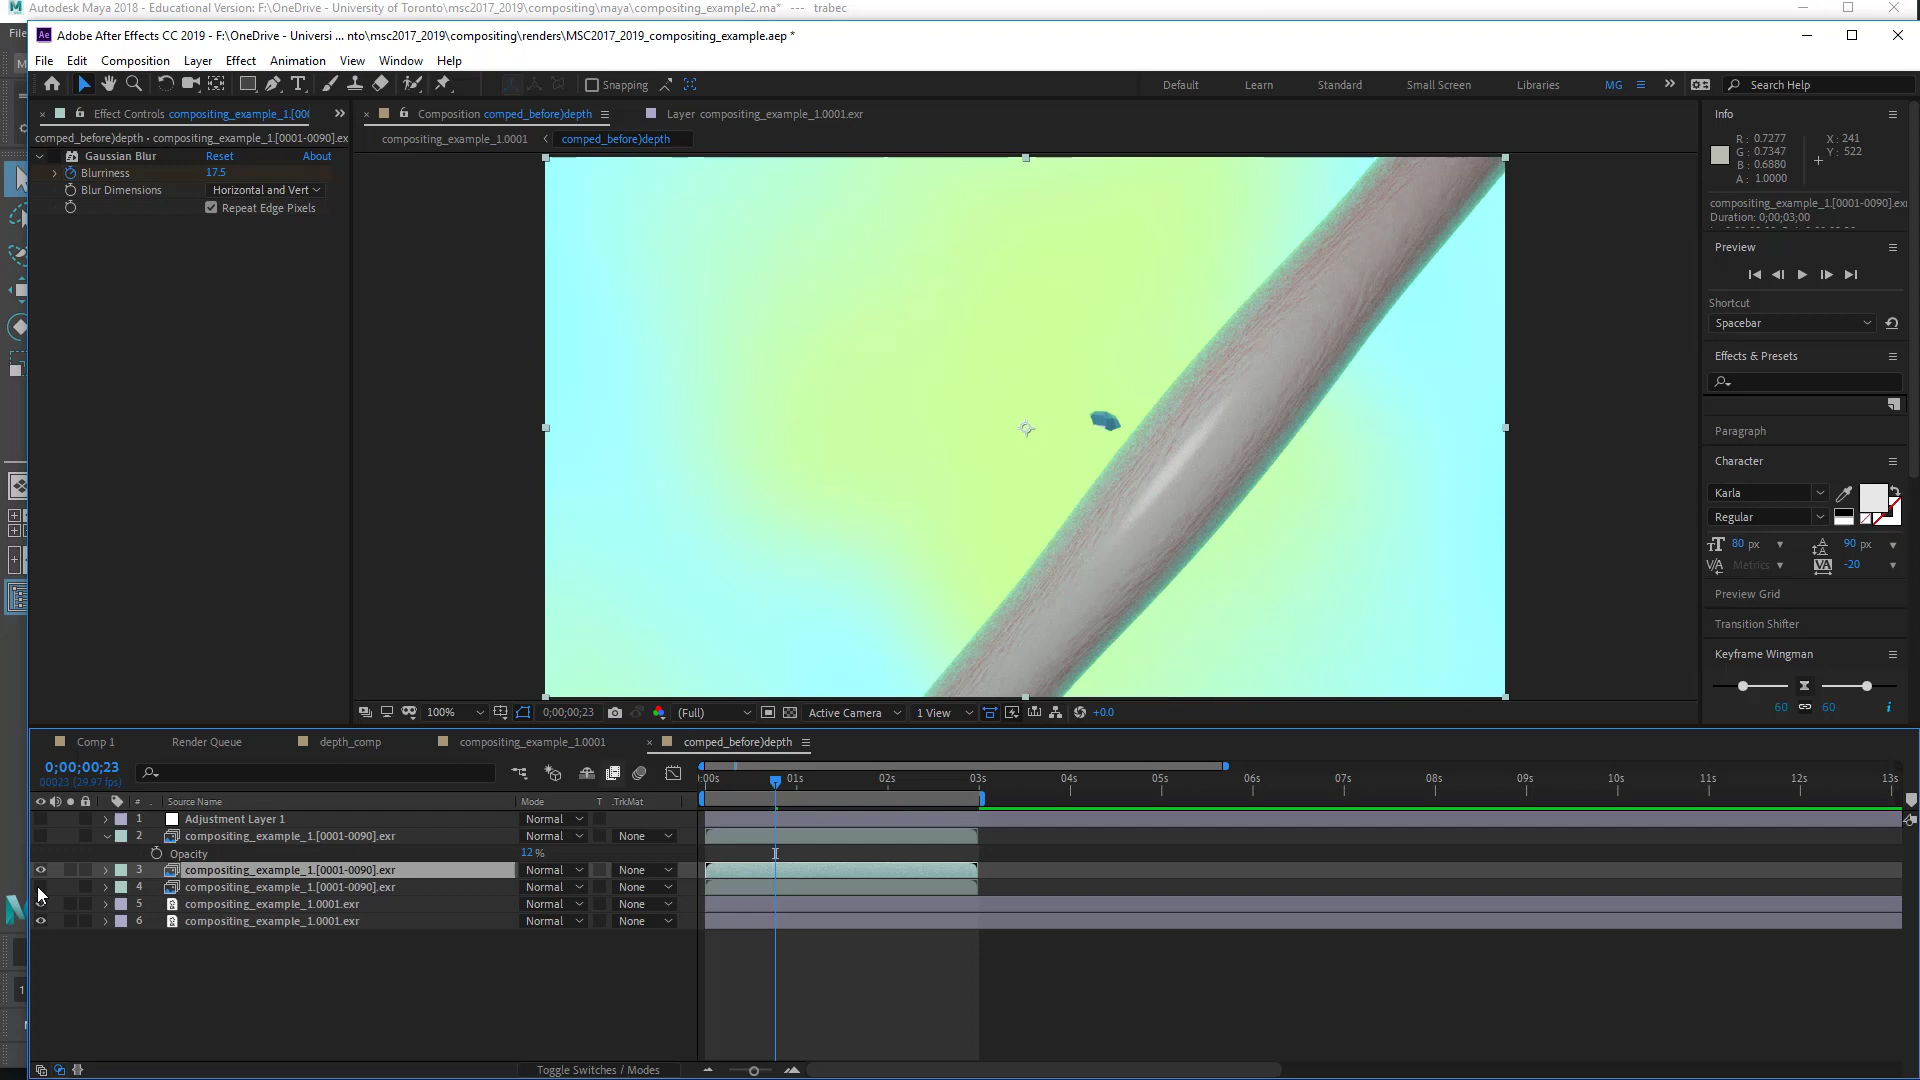 Autodesk Maya 2018 - Educational Version: F:\OneDrive - University of Toronto\msc2017_2019\compositing\maya\compositing_example2.ma* --- trabec
Adobe After Effects CC 2019 - F:\OneDrive - Universi ... nto\msc2017_2019\compositing\renders\MSC2017_2019_compositing_example.aep *
File Edit Composition Layer Effect Animation View Window Help
Snapping
Default Learn Standard Small Screen Libraries MG Search Help
Effect Controls compositing_example_1.[00(
Composition comped_before)depth
Layer compositing_example_1.0001.exr
Info
comped_before)depth • compositing_example_1.[0001-0090].ex
compositing_example_1.0001 comped_before)depth
R: 0.7277 X: 241
G: 0.7347 Y: 522
B: 0.6880
A: 1.0000
Gaussian Blur Reset About
Blurriness 17.5
Blur Dimensions Horizontal and Vert
Repeat Edge Pixels
compositing_example_1.[0001-0090].exr
Duration: 0;00;03;00
Preview
Shortcut
Spacebar
Effects & Presets
Paragraph
Character
Karla
Regular
80 px 90 px
Metrics -20
Preview Grid
Transition Shifter
Keyframe Wingman
60 60
100% 0;00;00;23 (Full) Active Camera 1 View +0.0
Comp 1 Render Queue depth_comp compositing_example_1.0001 comped_before)depth
0;00;00;23
00023 (29.97 fps)
:00s 01s 02s 03s 04s 05s 06s 07s 08s 09s 10s 11s 12s 13s
# Source Name Mode T .TrkMat
1 Adjustment Layer 1 Normal
2 compositing_example_1.[0001-0090].exr Normal None
Opacity 12 %
3 compositing_example_1.[0001-0090].exr Normal None
4 compositing_example_1.[0001-0090].exr Normal None
5 compositing_example_1.0001.exr Normal None
6 compositing_example_1.0001.exr Normal None
Toggle Switches / Modes